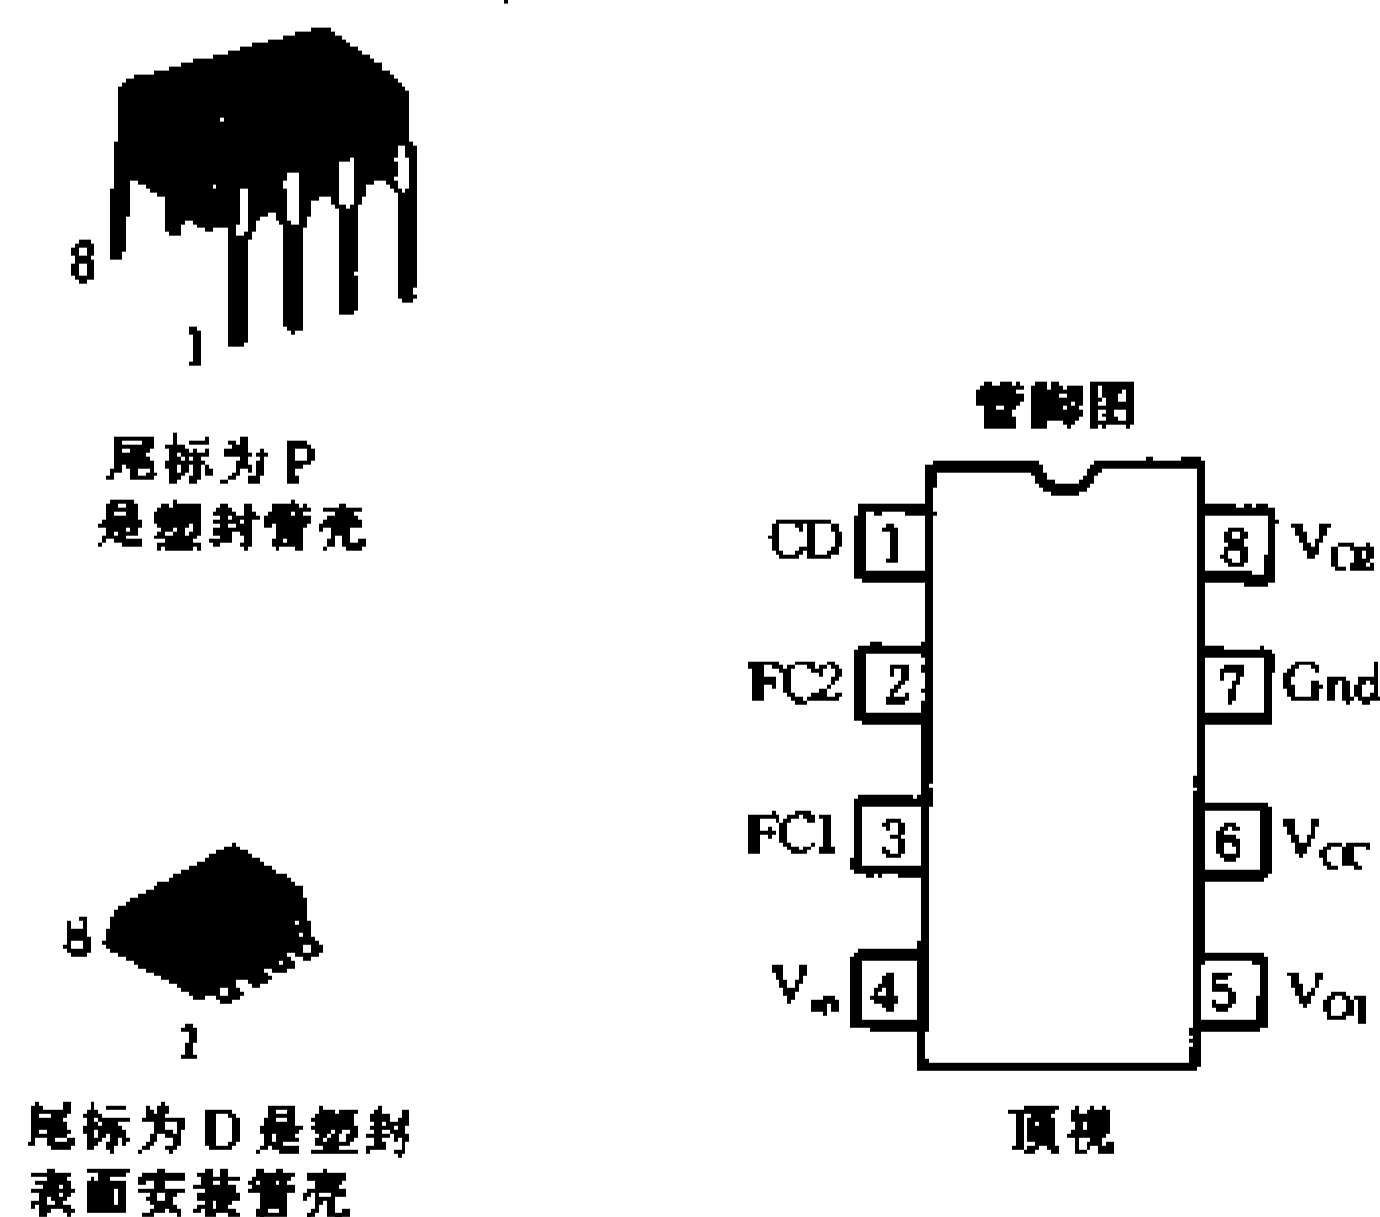 8
1
尾标为 P
是塑封管壳
8
1
尾标为 D 是塑封
表面安装管壳
管脚图
CD 1 8 VO2
FC2 2 7 Gnd
FC1 3 6 VCC
Vin 4 5 VO1
顶视